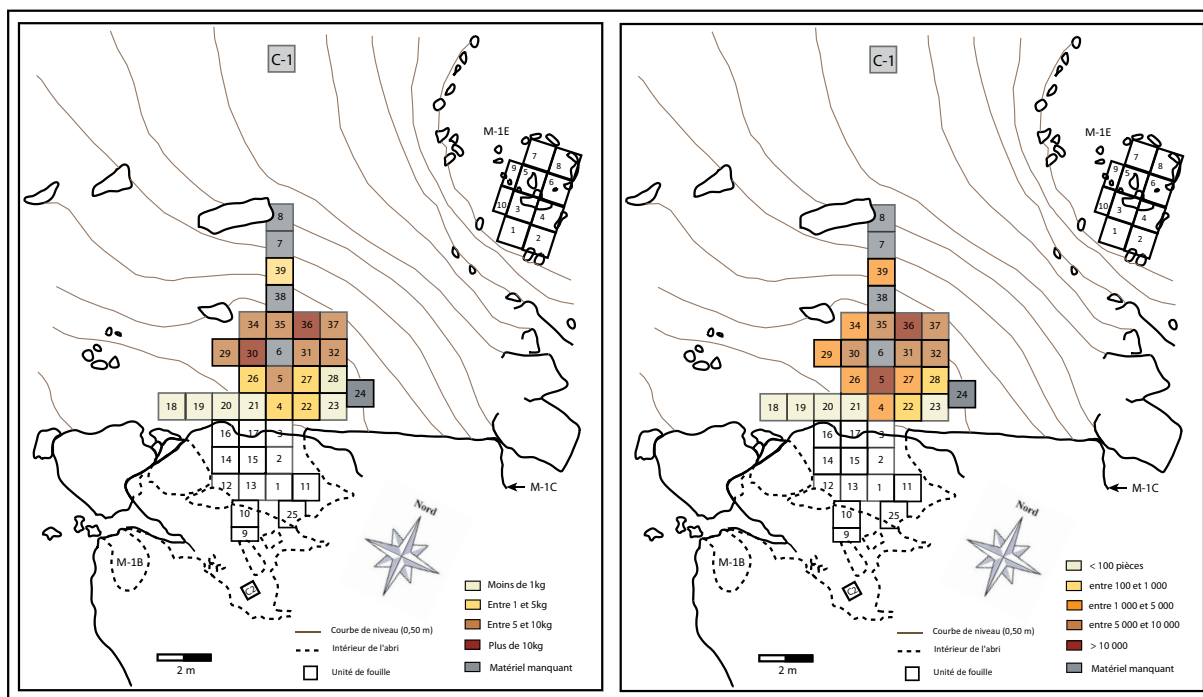 C-1
M-1E
7
8
9
5
6
10
3
4
1
2
8
7
39
38
34 35 36 37
29 30 6 31 32
26 5 27 28
24
18 19 20 21 4 22 23
16 17 3
14 15 2
12 13 1 11
M-1C
10 25
9
Nord
M-1B
C2
Moins de 1kg
Entre 1 et 5kg
Entre 5 et 10kg
Plus de 10kg
Matériel manquant
Courbe de niveau (0,50 m)
Intérieur de l'abri
Unité de fouille
2 m
C-1
M-1E
7
8
9
5
6
10
3
4
1
2
8
7
39
38
34 35 36 37
29 30 6 31 32
26 5 27 28
24
18 19 20 21 4 22 23
16 17 3
14 15 2
12 13 1 11
M-1C
10 25
9
Nord
M-1B
C2
< 100 pièces
entre 100 et 1 000
entre 1 000 et 5 000
entre 5 000 et 10 000
> 10 000
Matériel manquant
Courbe de niveau (0,50 m)
Intérieur de l'abri
Unité de fouille
2 m